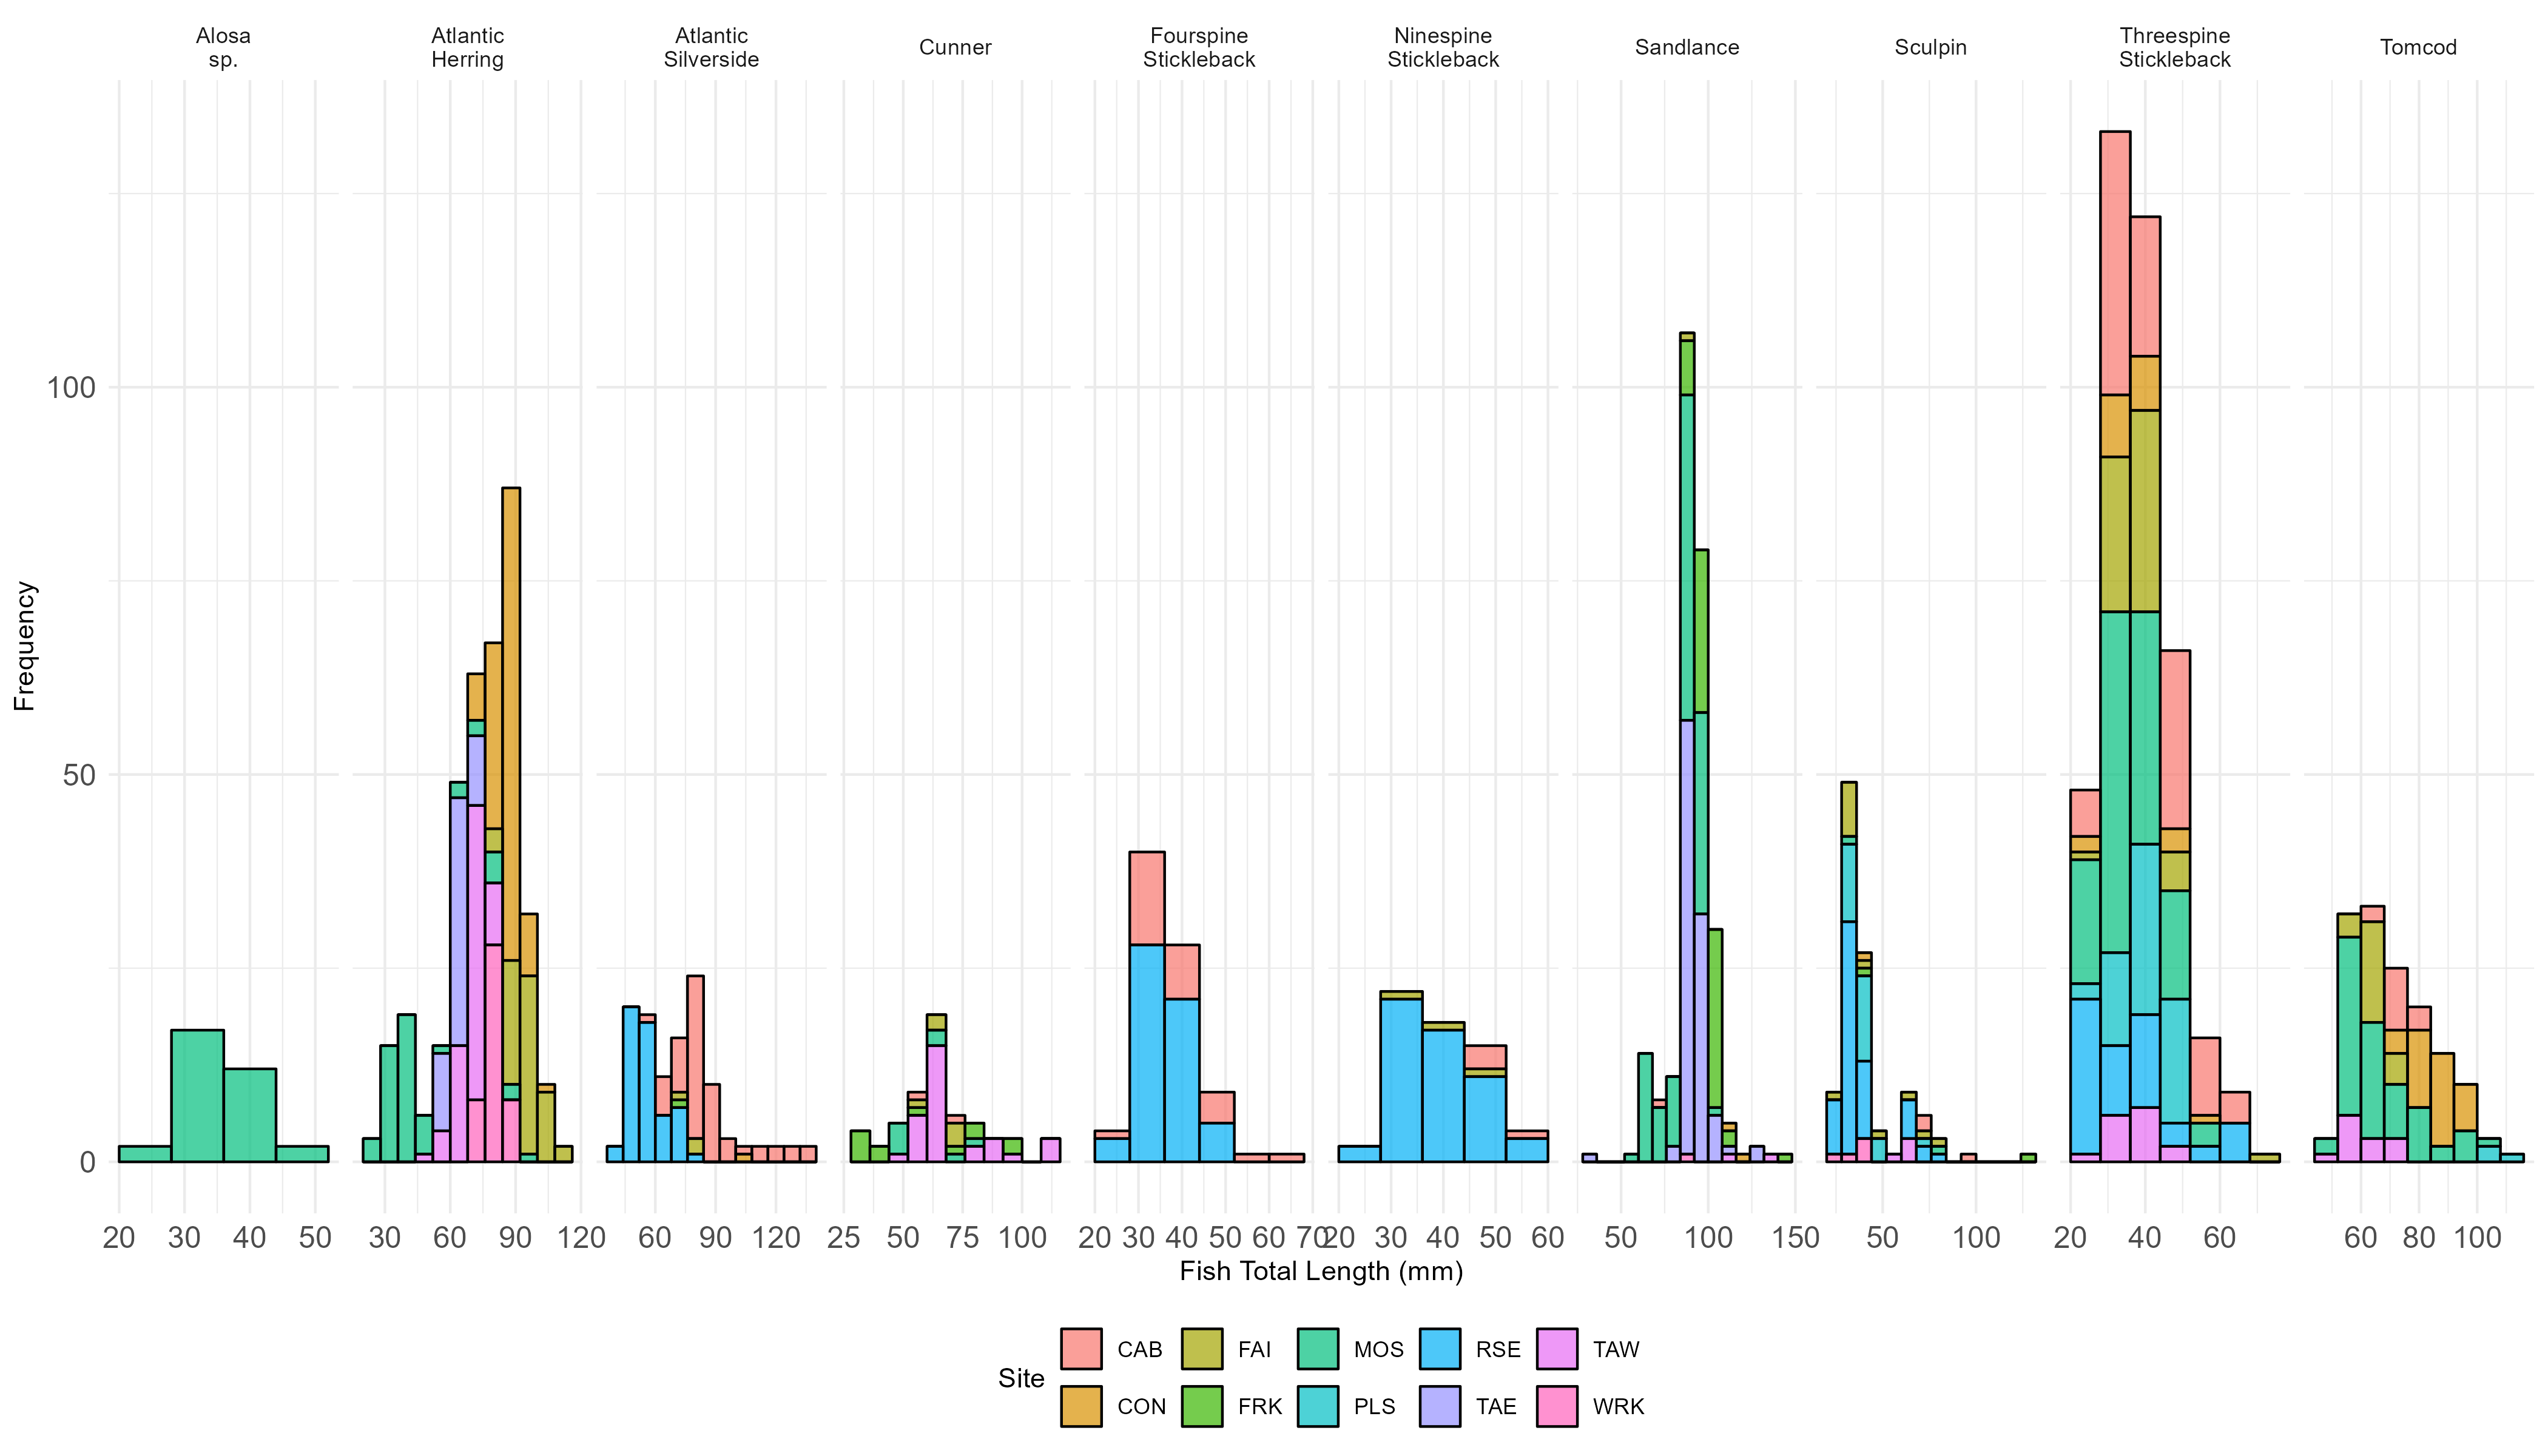 Alosa
sp.
Atlantic
Herring
Atlantic
Silverside
Cunner
Fourspine
Stickleback
Ninespine
Stickleback
Sandlance
Sculpin
Threespine
Stickleback
Tomcod
Frequency
100
50
0
20 30 40 50
30 60 90 120
60 90 120
25 50 75 100
20 30 40 50 60 70
20 30 40 50 60
50 100 150
50 100
20 40 60
60 80 100
Fish Total Length (mm)
Site
CAB FAI MOS RSE TAW
CON FRK PLS TAE WRK